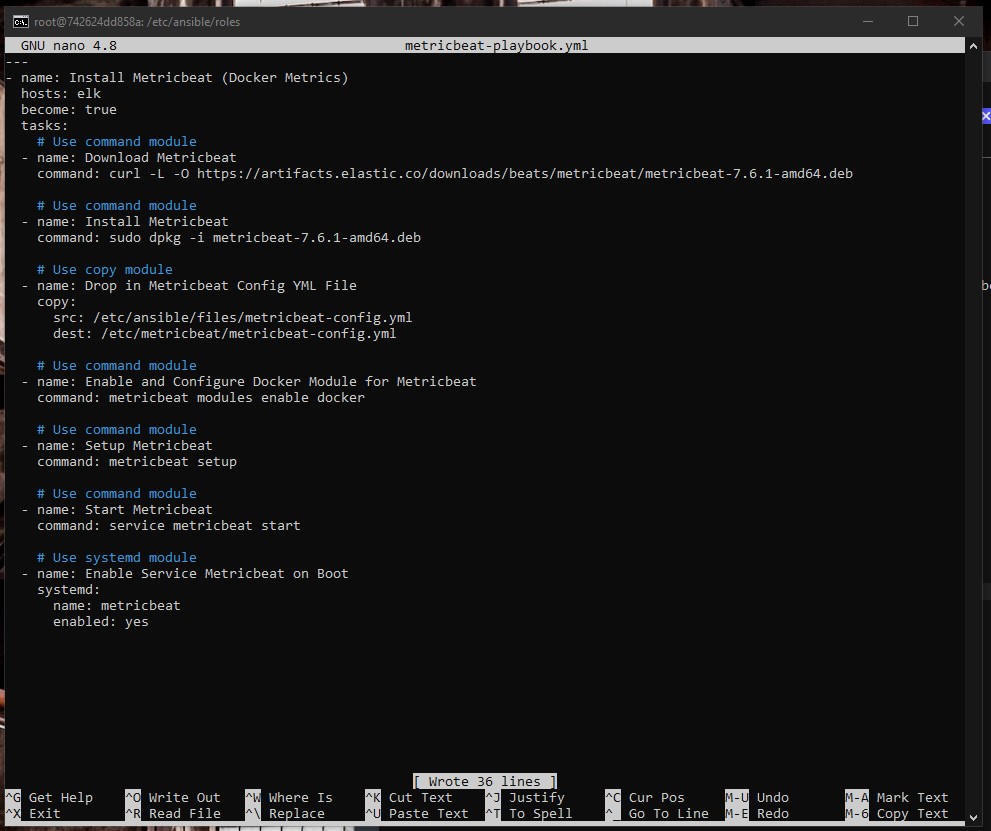 root@742624dd858a: /etc/ansible/roles
GNU nano 4.8 metricbeat-playbook.yml
---
- name: Install Metricbeat (Docker Metrics)
  hosts: elk
  become: true
  tasks:
    # Use command module
  - name: Download Metricbeat
    command: curl -L -O https://artifacts.elastic.co/downloads/beats/metricbeat/metricbeat-7.6.1-amd64.deb

    # Use command module
  - name: Install Metricbeat
    command: sudo dpkg -i metricbeat-7.6.1-amd64.deb

    # Use copy module
  - name: Drop in Metricbeat Config YML File
    copy:
      src: /etc/ansible/files/metricbeat-config.yml
      dest: /etc/metricbeat/metricbeat-config.yml

    # Use command module
  - name: Enable and Configure Docker Module for Metricbeat
    command: metricbeat modules enable docker

    # Use command module
  - name: Setup Metricbeat
    command: metricbeat setup

    # Use command module
  - name: Start Metricbeat
    command: service metricbeat start

    # Use systemd module
  - name: Enable Service Metricbeat on Boot
    systemd:
      name: metricbeat
      enabled: yes

[ Wrote 36 lines ]
^G Get Help ^O Write Out ^W Where Is ^K Cut Text ^J Justify ^C Cur Pos M-U Undo M-A Mark Text
^X Exit ^R Read File ^\ Replace ^U Paste Text ^T To Spell ^_ Go To Line M-E Redo M-6 Copy Text